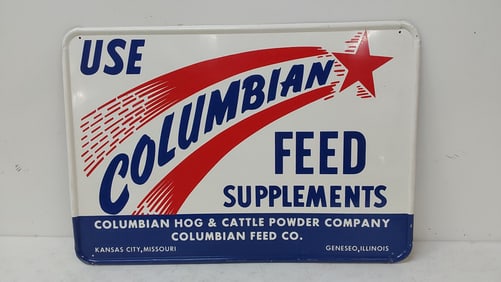 USE
COLUMBIAN
FEED
SUPPLEMENTS
COLUMBIAN HOG & CATTLE POWDER COMPANY
COLUMBIAN FEED CO.
KANSAS CITY, MISSOURI GENESEO, ILLINOIS